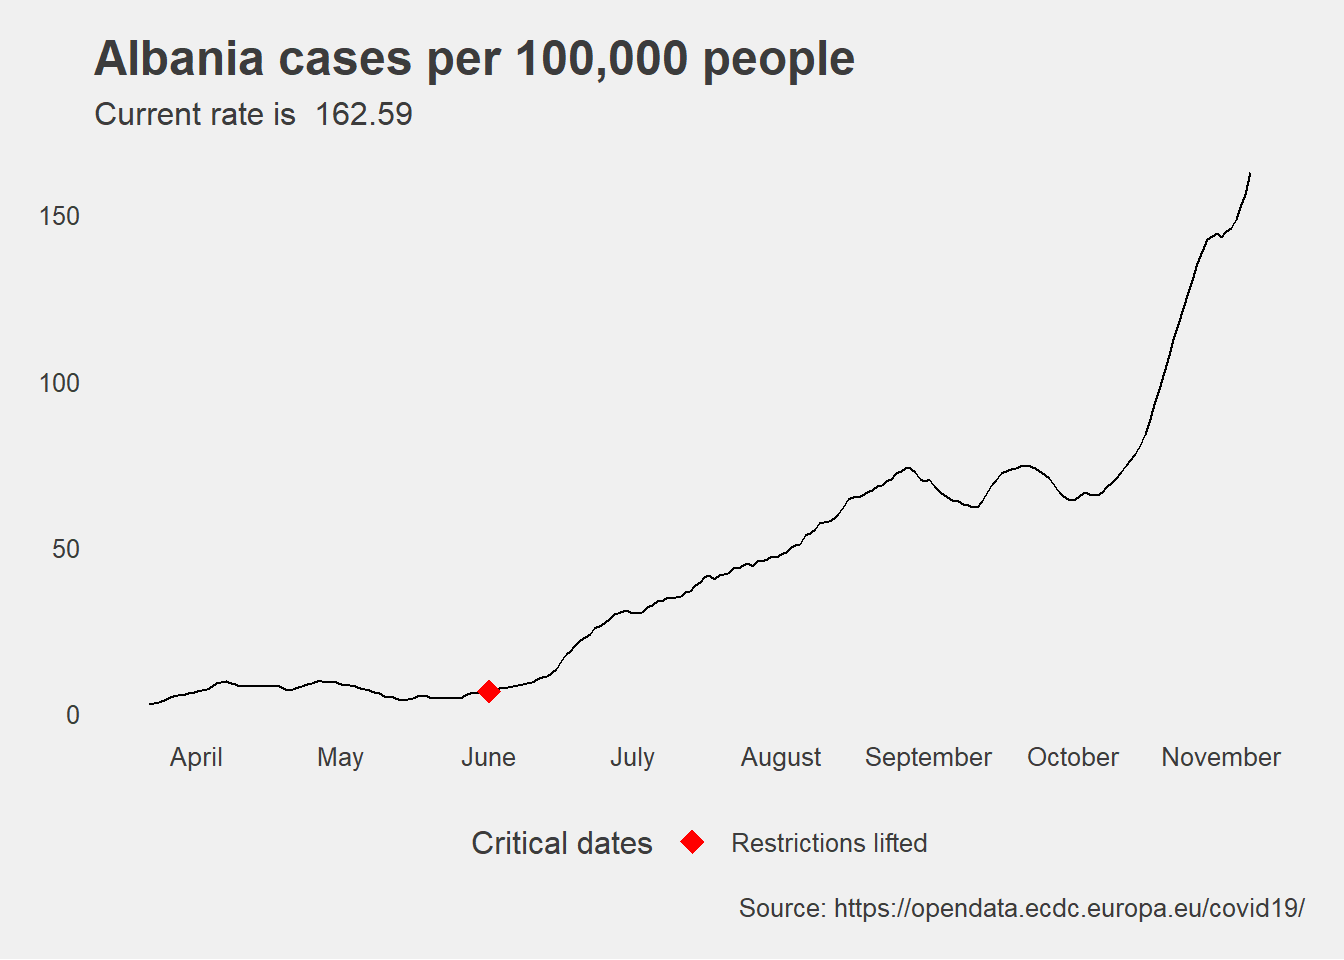 Albania cases per 100,000 people
Current rate is  162.59
150
100
50
0
April May June July August September October November
Critical dates Restrictions lifted
Source: https://opendata.ecdc.europa.eu/covid19/